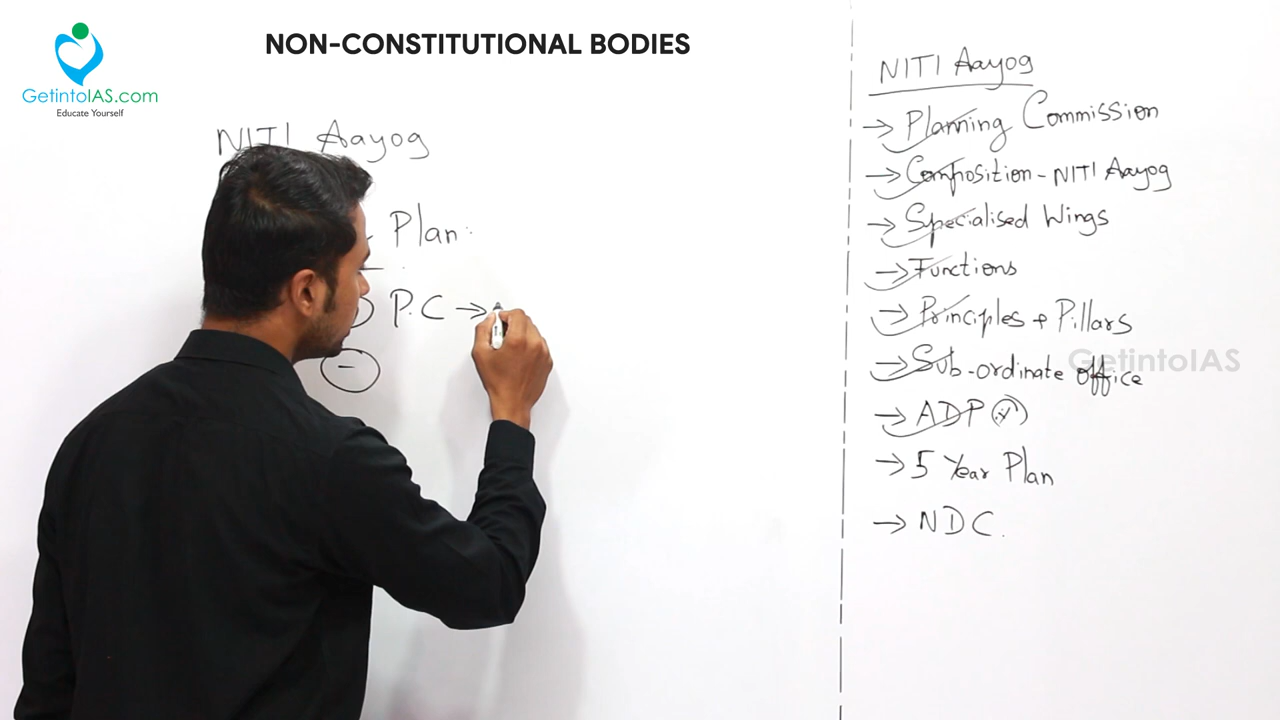 NON-CONSTITUTIONAL BODIES
GetintoIAS.com
Educate Yourself
NITI Aayog
Plan:
P.C →
NITI Aayog
→ Planning Commission
→ Composition - NITI Aayog
→ Specialised Wings
→ Functions
→ Principles + Pillars
→ Sub-ordinate office
GetintoIAS
→ ADP
→ 5 Year Plan
→ NDC.